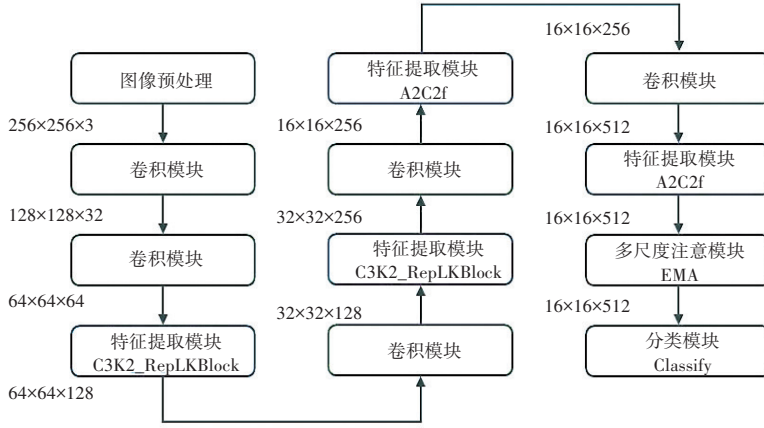 图像预处理
256×256×3
卷积模块
128×128×32
卷积模块
64×64×64
特征提取模块
C3K2_RepLKBlock
64×64×128
卷积模块
32×32×128
特征提取模块
C3K2_RepLKBlock
32×32×256
卷积模块
16×16×256
特征提取模块
A2C2f
16×16×256
卷积模块
16×16×512
特征提取模块
A2C2f
16×16×512
多尺度注意模块
EMA
16×16×512
分类模块
Classify